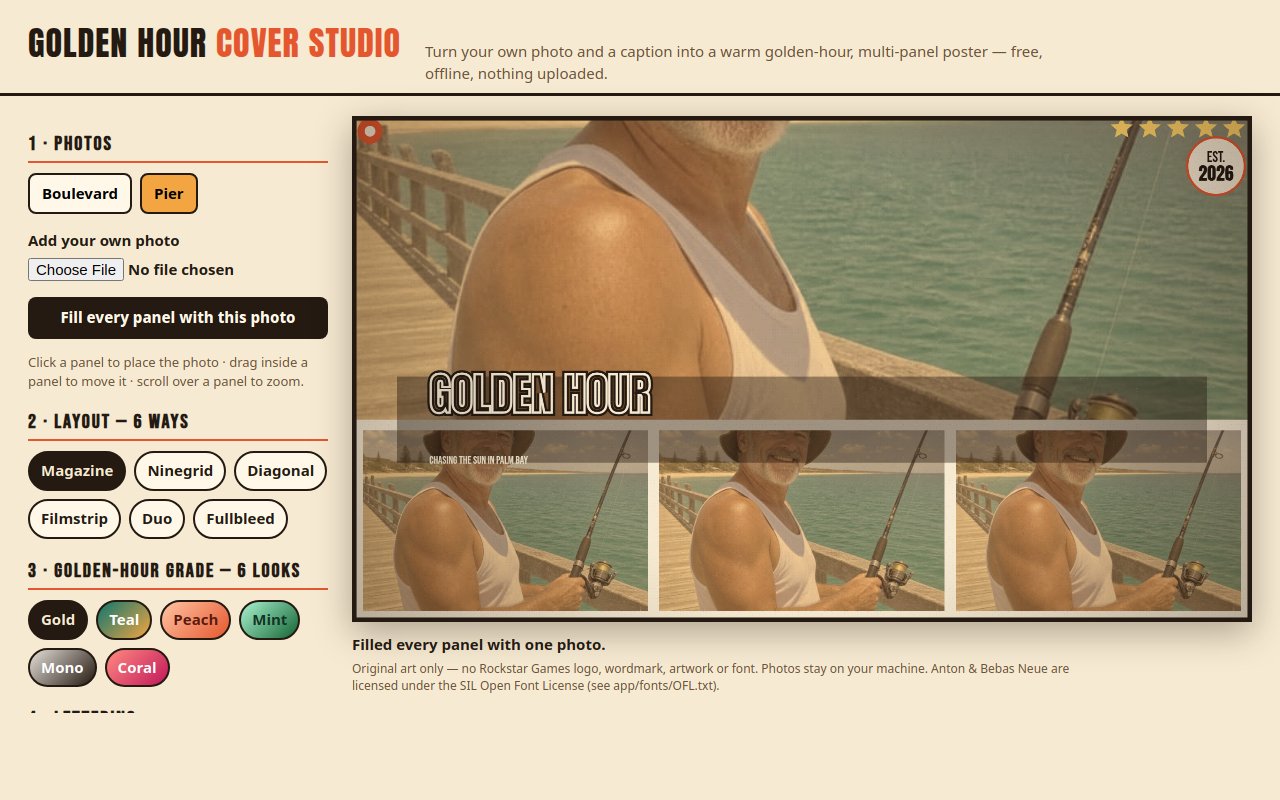 GOLDEN HOUR COVER STUDIO
Turn your own photo and a caption into a warm golden-hour, multi-panel poster — free,
offline, nothing uploaded.
1 · PHOTOS
Boulevard
Pier
Add your own photo
Choose File No file chosen
Fill every panel with this photo
Click a panel to place the photo · drag inside a
panel to move it · scroll over a panel to zoom.
2 · LAYOUT — 6 WAYS
Magazine
Ninegrid
Diagonal
Filmstrip
Duo
Fullbleed
3 · GOLDEN-HOUR GRADE — 6 LOOKS
Gold
Teal
Peach
Mint
Mono
Coral
EST.
2026
GOLDEN HOUR
CHASING THE SUN IN PALM BAY
Filled every panel with one photo.
Original art only — no Rockstar Games logo, wordmark, artwork or font. Photos stay on your machine. Anton & Bebas Neue are
licensed under the SIL Open Font License (see app/fonts/OFL.txt).